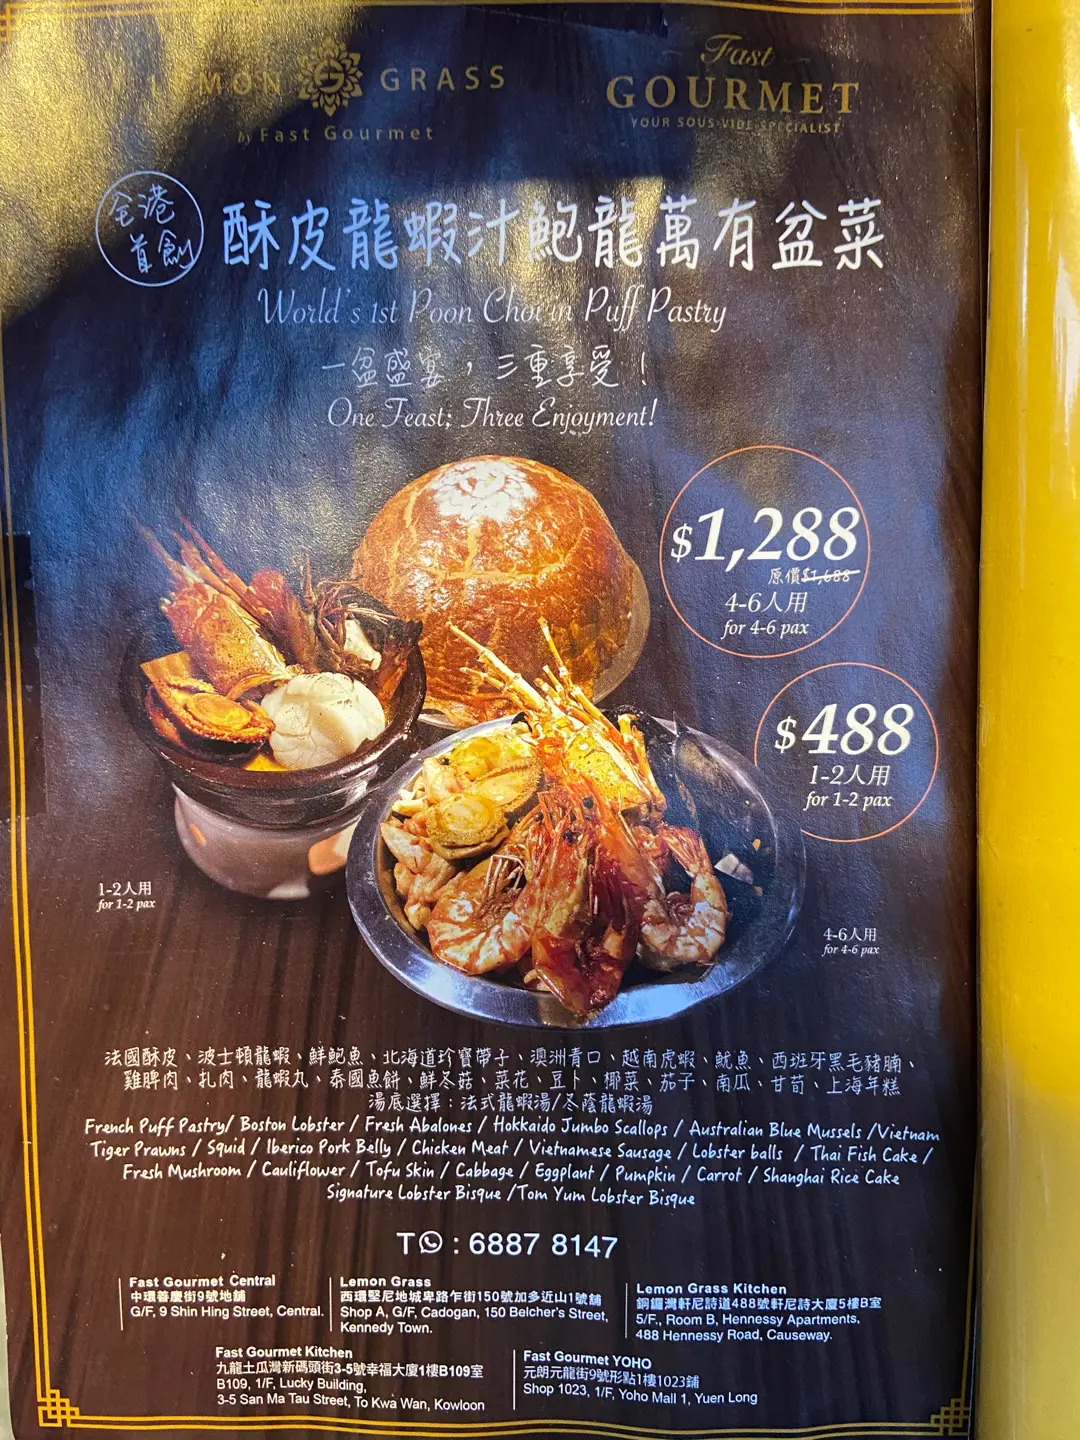 LEMON GRASS
by Fast Gourmet
Fast
GOURMET
YOUR SOUS-VIDE SPECIALIST
全港
首創
酥皮龍蝦汁鮑龍萬有盆菜
World's 1st Poon Choi in Puff Pastry
一盆盛宴，三重享受！
One Feast; Three Enjoyment!
$1,288
原價$1,688
4-6人用
for 4-6 pax
$488
1-2人用
for 1-2 pax
1-2人用
for 1-2 pax
4-6人用
for 4-6 pax
法國酥皮、波士頓龍蝦、鮮鮑魚、北海道珍寶帶子、澳洲青口、越南虎蝦、魷魚、西班牙黑毛豬腩、
雞脾肉、扎肉、龍蝦丸、泰國魚餅、鮮冬菇、菜花、豆卜、椰菜、茄子、南瓜、甘荀、上海年糕
湯底選擇：法式龍蝦湯/冬蔭龍蝦湯
French Puff Pastry/ Boston Lobster / Fresh Abalones / Hokkaido Jumbo Scallops / Australian Blue Mussels /Vietnam
Tiger Prawns / Squid / Iberico Pork Belly / Chicken Meat / Vietnamese Sausage / Lobster balls / Thai Fish Cake /
Fresh Mushroom / Cauliflower / Tofu Skin / Cabbage / Eggplant / Pumpkin / Carrot / Shanghai Rice Cake
Signature Lobster Bisque /Tom Yum Lobster Bisque
T : 6887 8147
Fast Gourmet Central
中環善慶街9號地舖
G/F, 9 Shin Hing Street, Central.
Lemon Grass
西環堅尼地城卑路乍街150號加多近山1號舖
Shop A, G/F, Cadogan, 150 Belcher's Street,
Kennedy Town.
Lemon Grass Kitchen
銅鑼灣軒尼詩道488號軒尼詩大廈5樓B室
5/F., Room B, Hennessy Apartments,
488 Hennessy Road, Causeway.
Fast Gourmet Kitchen
九龍土瓜灣新碼頭街3-5號幸福大廈1樓B109室
B109, 1/F, Lucky Building,
3-5 San Ma Tau Street, To Kwa Wan, Kowloon
Fast Gourmet YOHO
元朗元龍街9號形點1樓1023鋪
Shop 1023, 1/F, Yoho Mall 1, Yuen Long